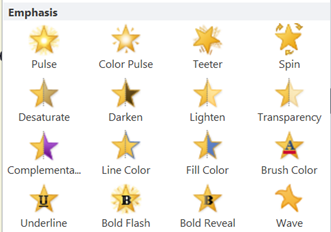 Emphasis
Pulse Color Pulse Teeter Spin
Desaturate Darken Lighten Transparency
Complementa... Line Color Fill Color Brush Color
Underline Bold Flash Bold Reveal Wave